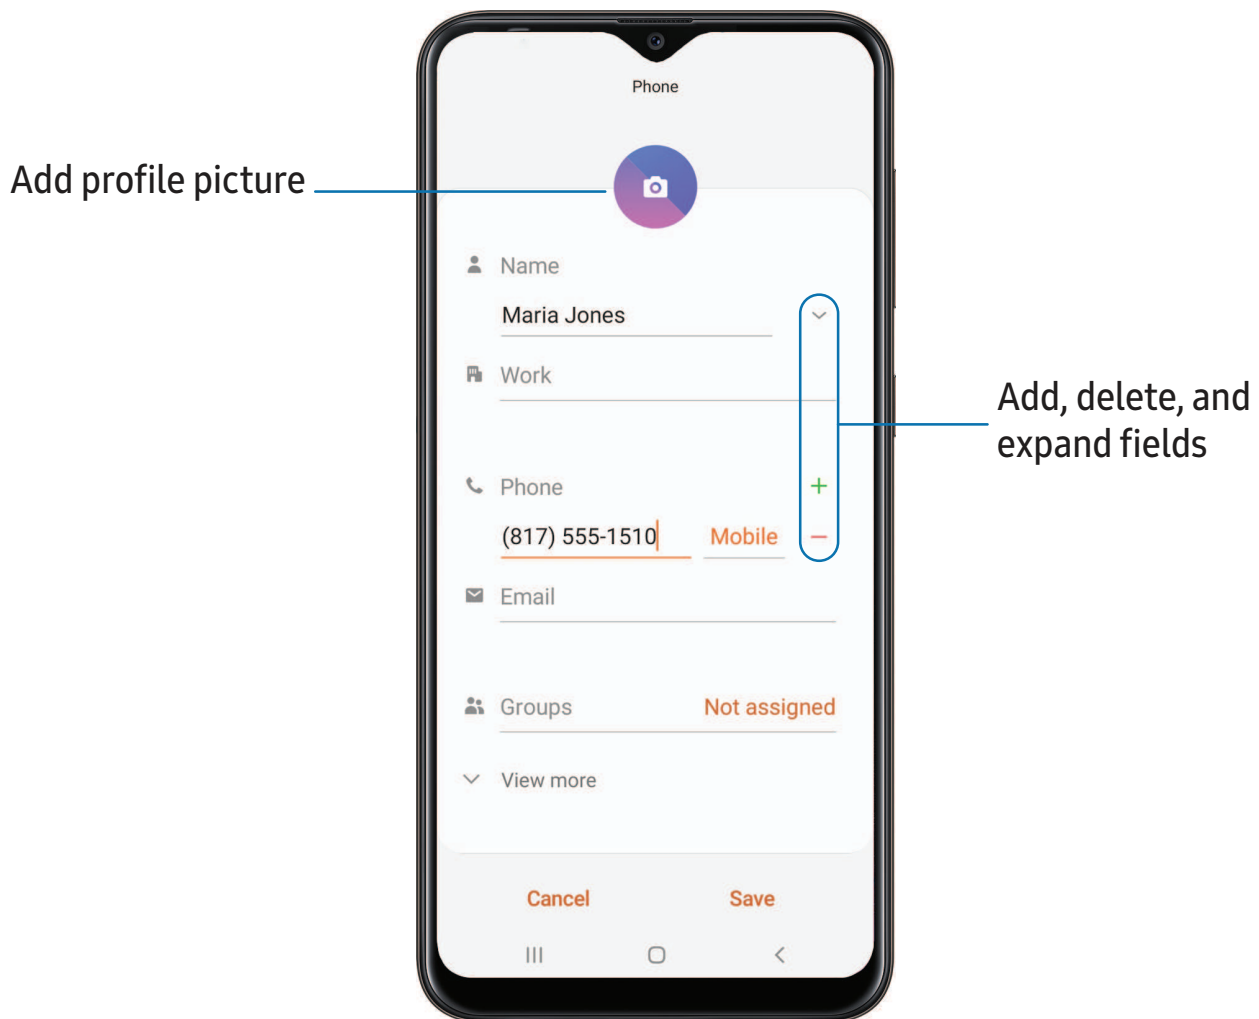 Phone
Add profile picture
Name
Maria Jones
Work
Add, delete, and
expand fields
Phone
(817) 555-1510 Mobile
Email
Groups Not assigned
View more
Cancel Save